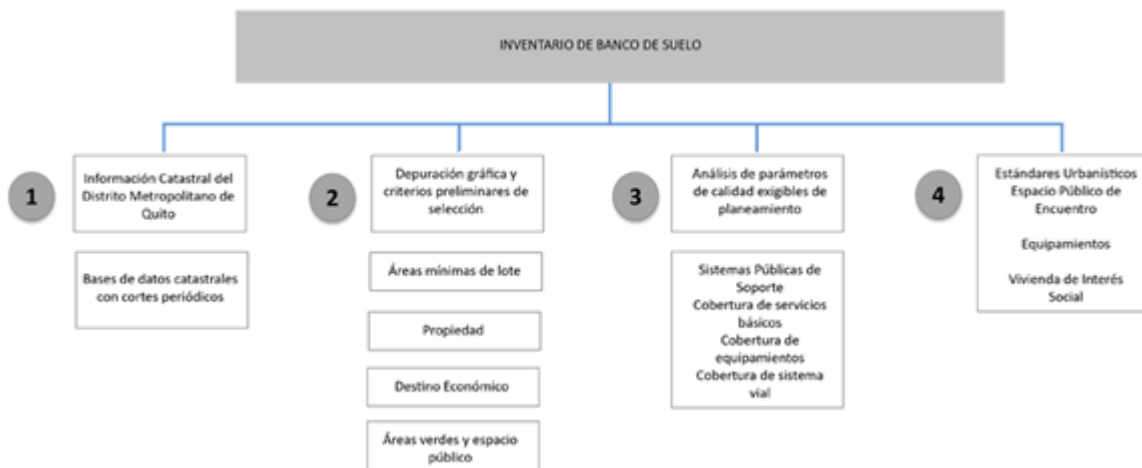 INVENTARIO DE BANCO DE SUELO
1
Información Catastral del
Distrito Metropolitano de
Quito
Bases de datos catastrales
con cortes periódicos
2
Depuración gráfica y
criterios preliminares de
selección
Áreas mínimas de lote
Propiedad
Destino Económico
Áreas verdes y espacio
público
3
Análisis de parámetros
de calidad exigibles de
planeamiento
Sistemas Públicas de
Soporte
Cobertura de servicios
básicos
Cobertura de
equipamientos
Cobertura de sistema
vial
4
Estándares Urbanísticos
Espacio Público de
Encuentro
Equipamientos
Vivienda de Interés
Social